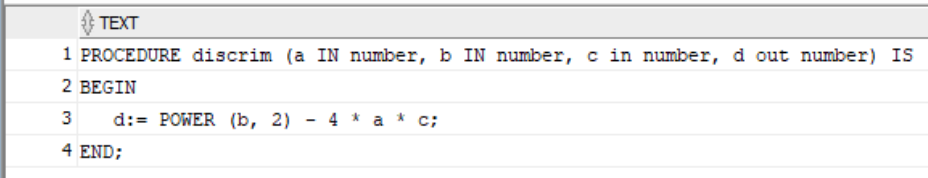 TEXT
1 PROCEDURE discrim (a IN number, b IN number, c in number, d out number) IS
2 BEGIN
3    d:= POWER (b, 2) - 4 * a * c;
4 END;